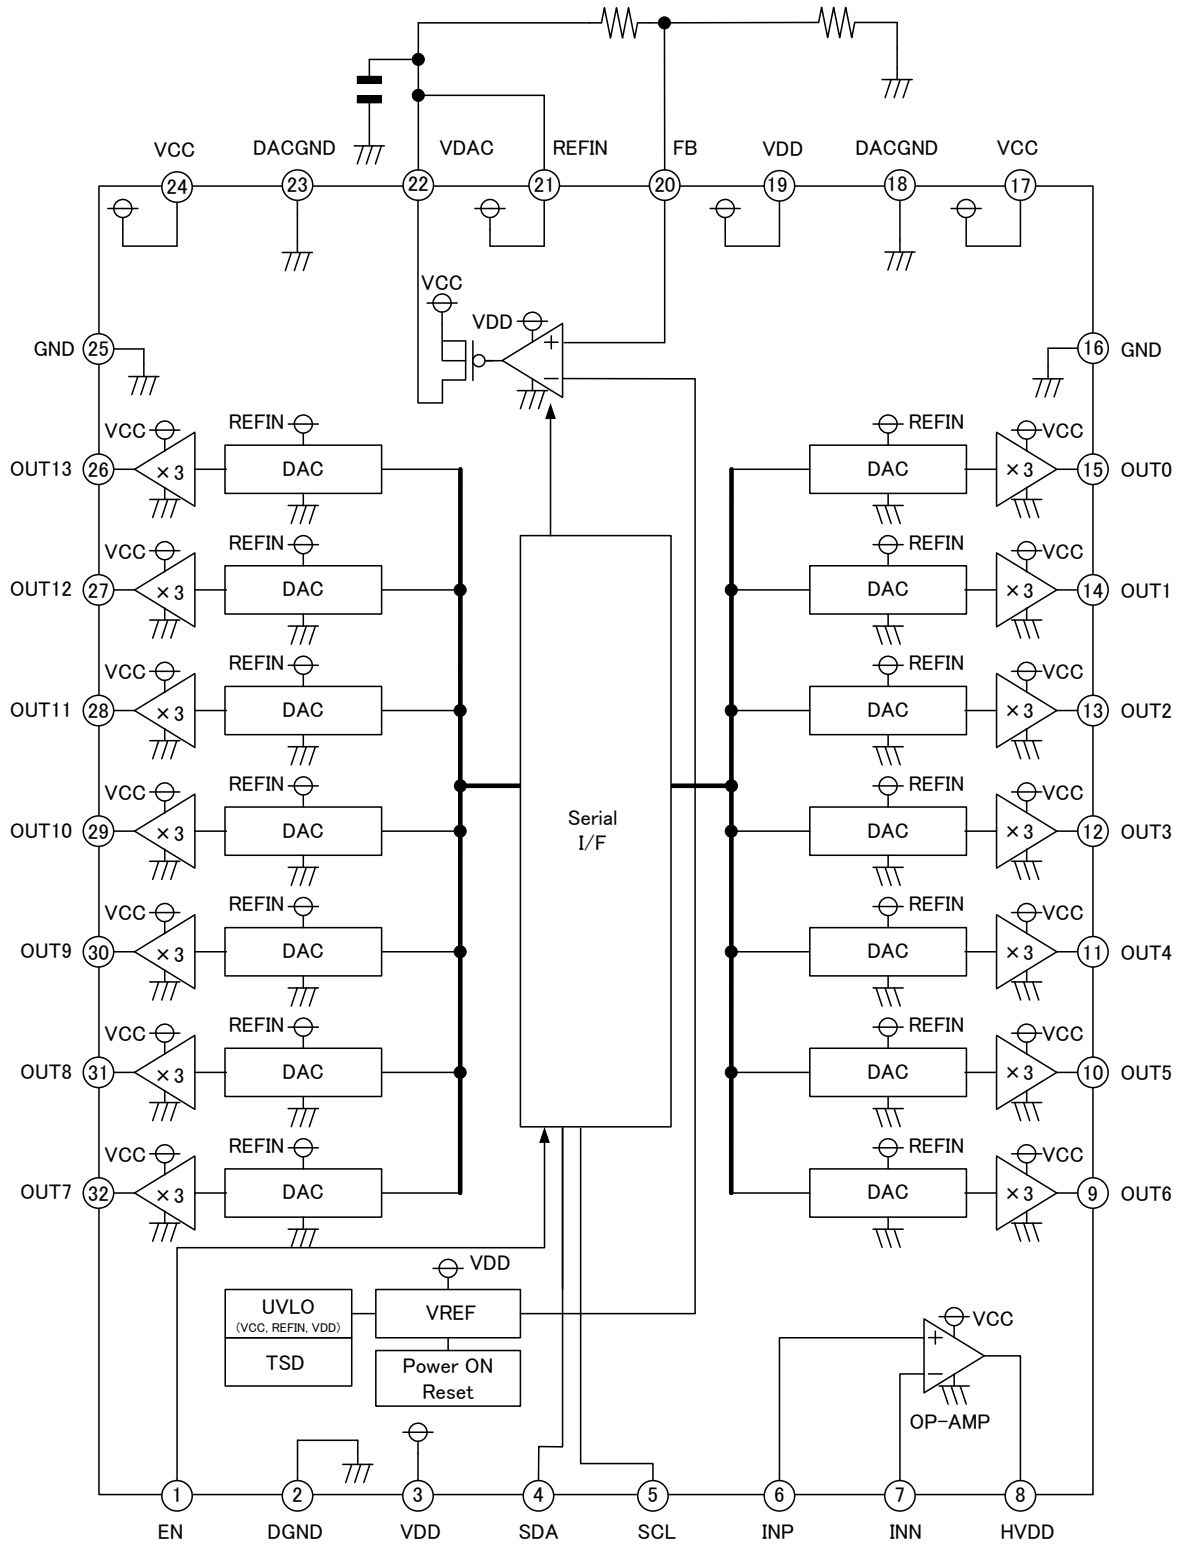 VCC DACGND VDAC REFIN FB VDD DACGND VCC
24 23 22 21 20 19 18 17
VCC
VDD
+
−
GND 25
16 GND
VCC REFIN
OUT13 26 ×3 DAC
REFIN VCC
DAC ×3 15 OUT0
VCC REFIN
OUT12 27 ×3 DAC
REFIN VCC
DAC ×3 14 OUT1
VCC REFIN
OUT11 28 ×3 DAC
REFIN VCC
DAC ×3 13 OUT2
VCC REFIN
OUT10 29 ×3 DAC
Serial
I/F
REFIN VCC
DAC ×3 12 OUT3
VCC REFIN
OUT9 30 ×3 DAC
REFIN VCC
DAC ×3 11 OUT4
VCC REFIN
OUT8 31 ×3 DAC
REFIN VCC
DAC ×3 10 OUT5
VCC REFIN
OUT7 32 ×3 DAC
REFIN VCC
DAC ×3 9 OUT6
VDD
UVLO
(VCC, REFIN, VDD)
TSD
VREF
Power ON
Reset
VCC
+
−
OP-AMP
1 2 3 4 5 6 7 8
EN DGND VDD SDA SCL INP INN HVDD